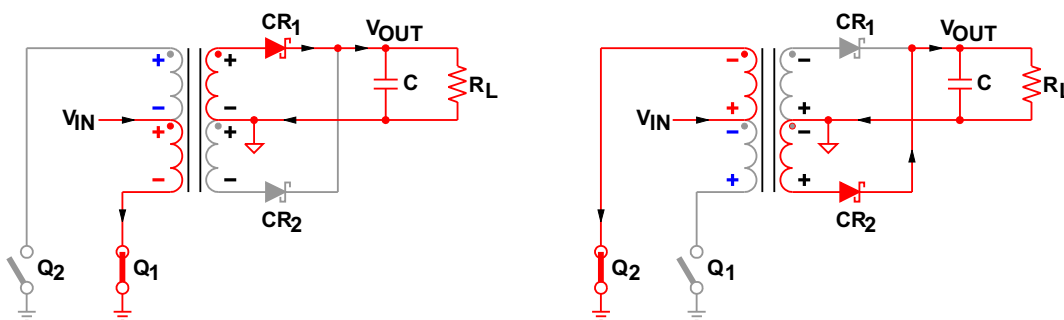 CR1
VOUT
+ +
C
RL
- -
VIN
+ +
- -
CR2
Q2
Q1
CR1
VOUT
- -
C
RL
+ +
VIN
- -
+ +
CR2
Q2
Q1